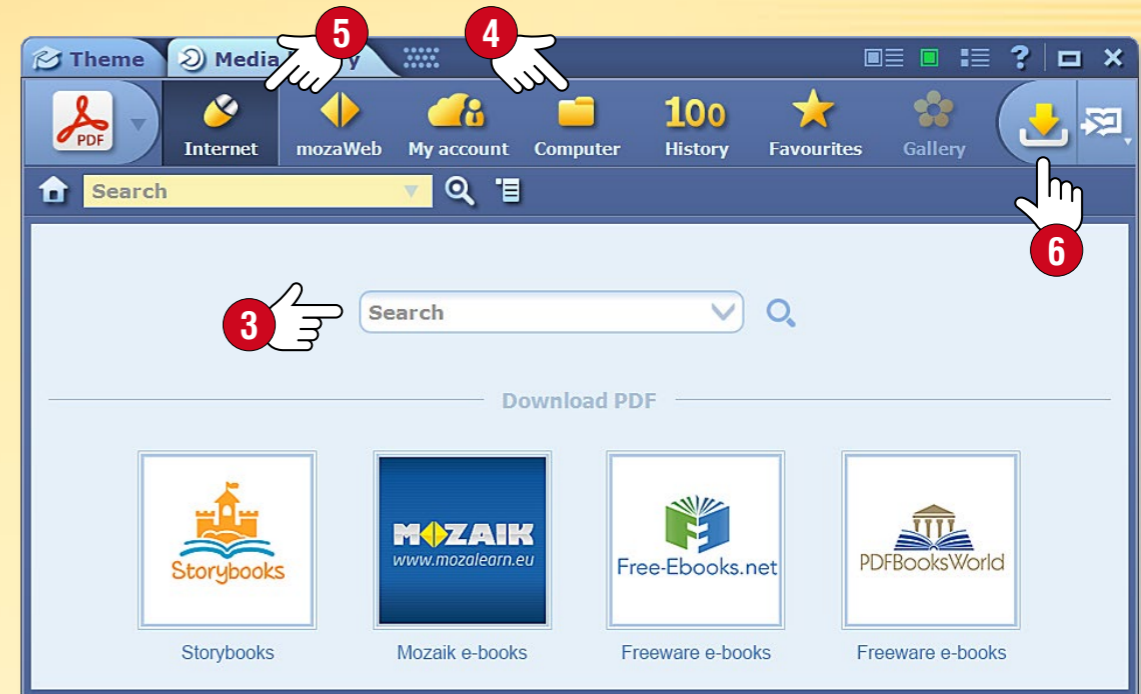 5 4
Theme Media y ?
PDF Internet mozaWeb My account Computer 100 History Favourites Gallery
Search
6
3 Search
Download PDF
Storybooks
MOZAIK
www.mozalearn.eu
Free-Ebooks.net
PDFBooksWorld
Storybooks Mozaik e-books Freeware e-books Freeware e-books